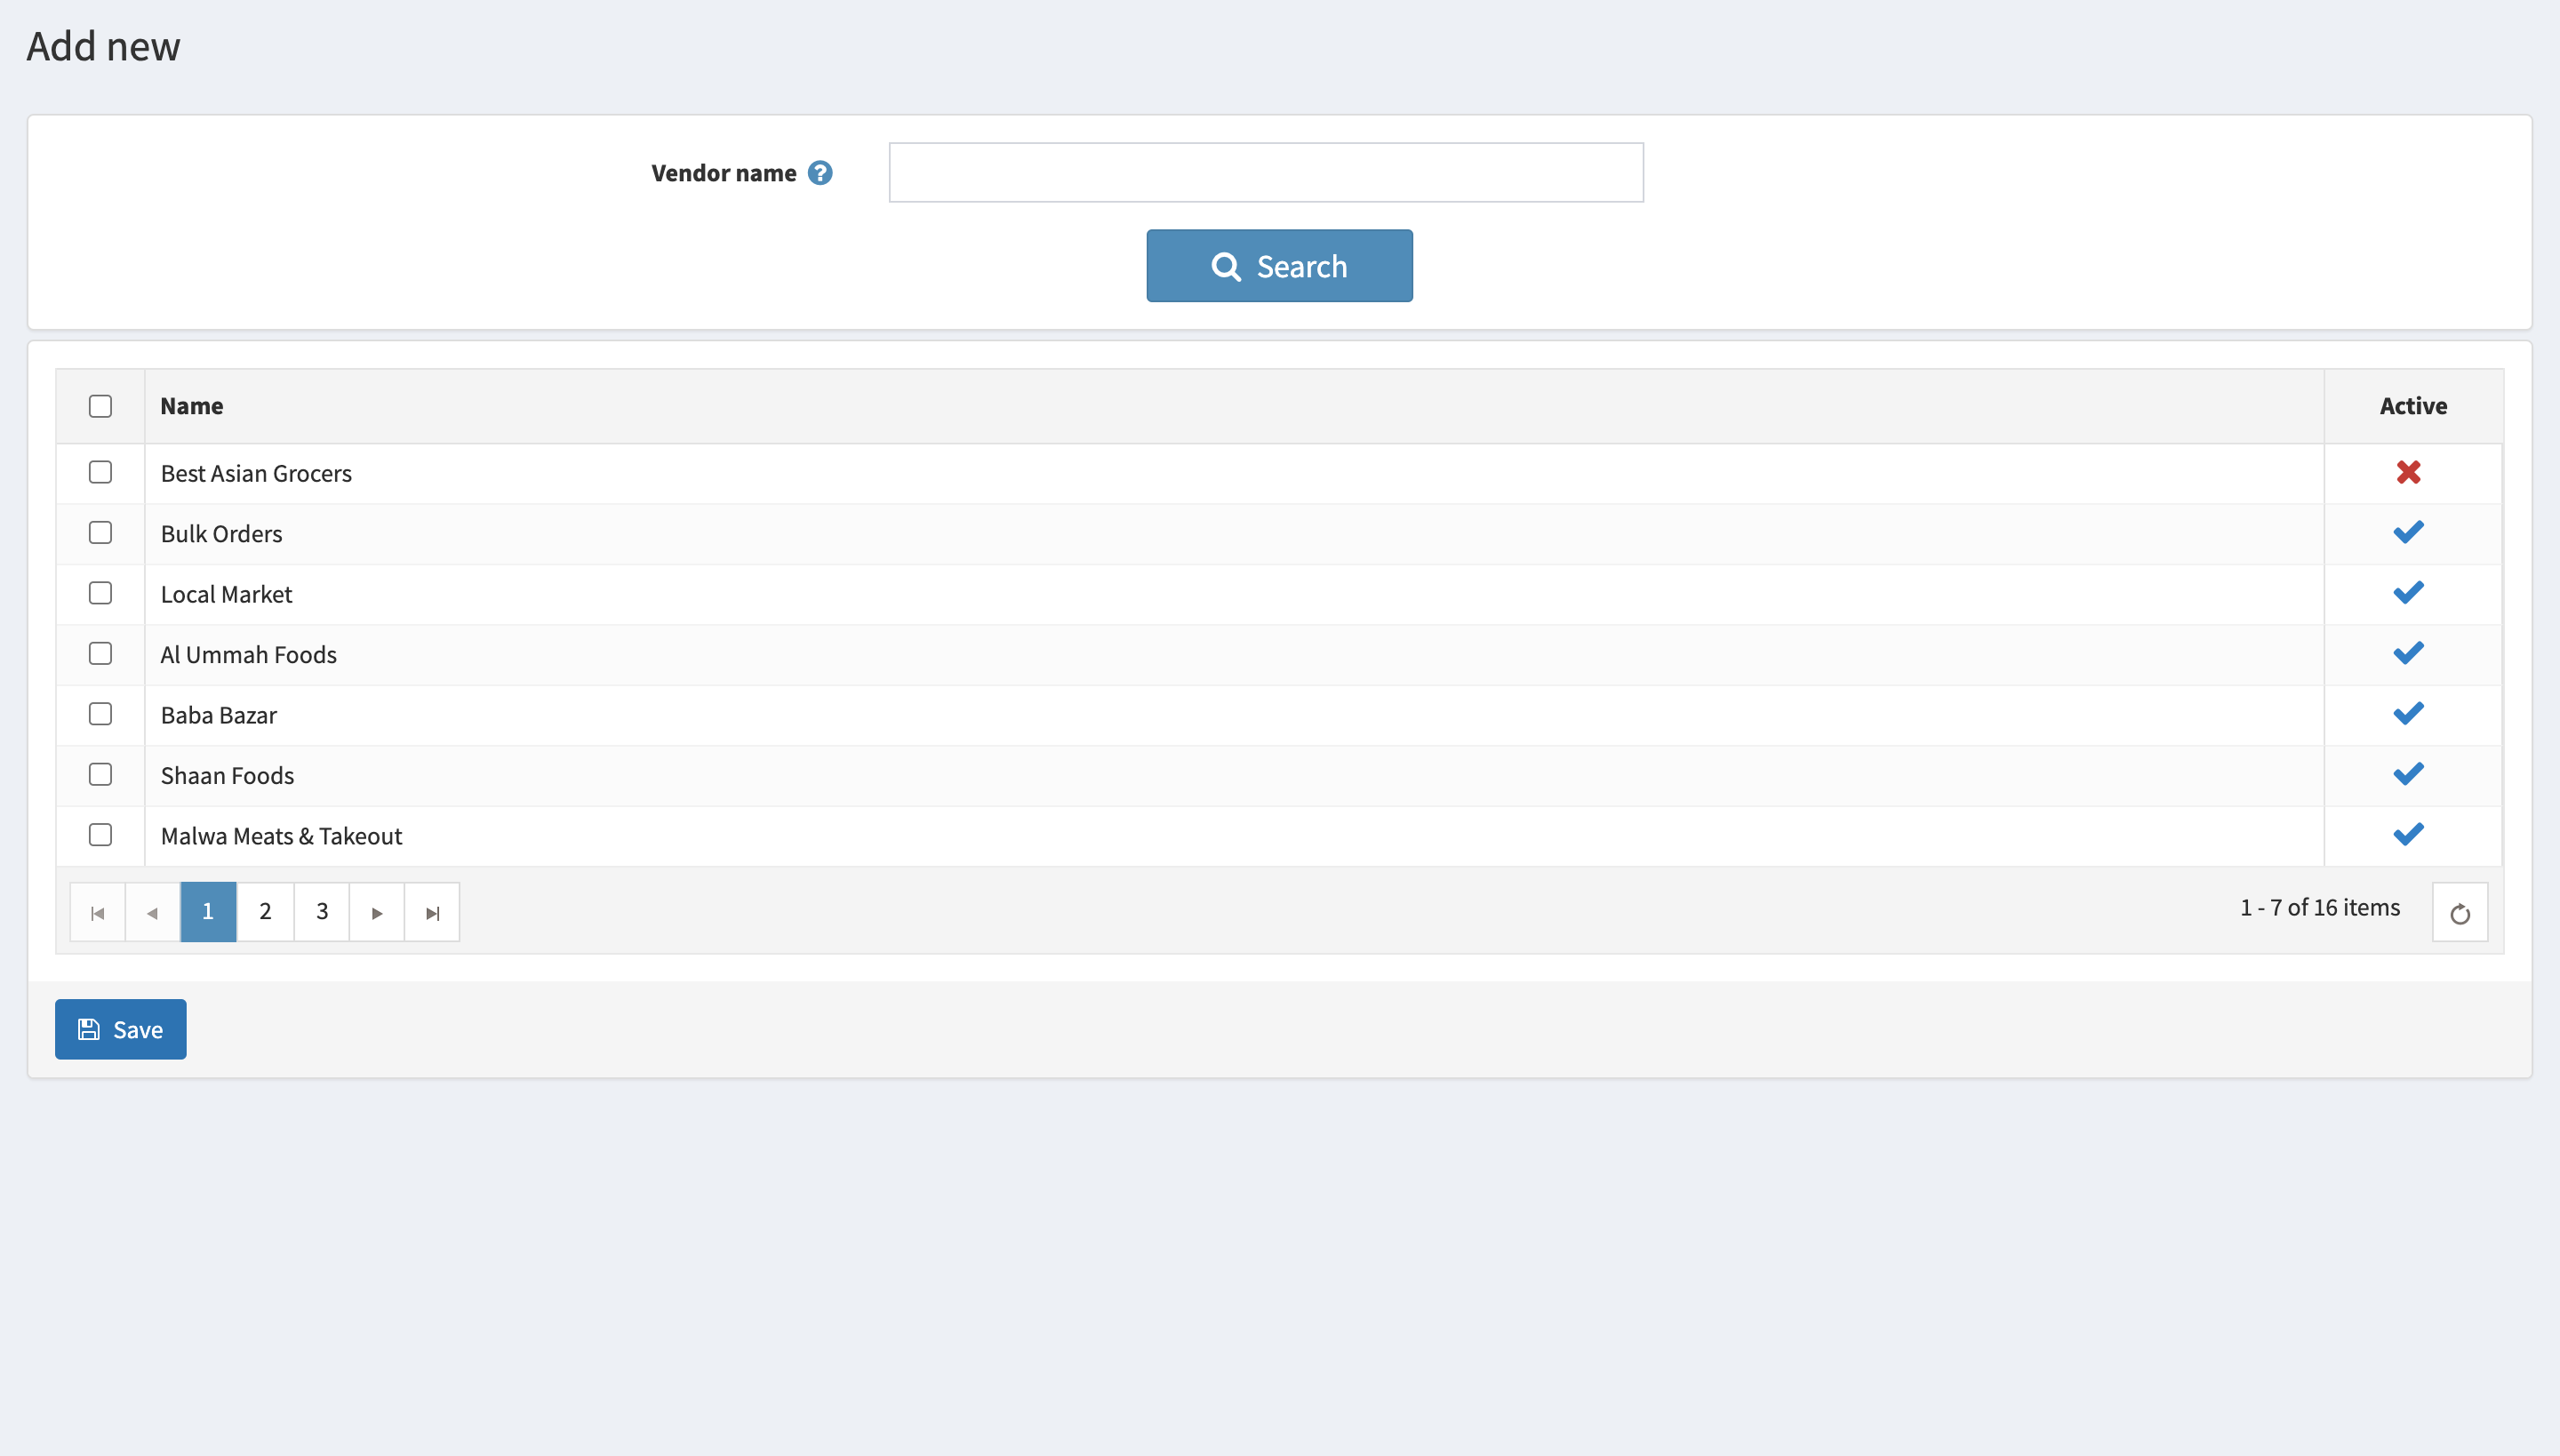 Add new
Vendor name
Search
Name Active
Best Asian Grocers
Bulk Orders
Local Market
Al Ummah Foods
Baba Bazar
Shaan Foods
Malwa Meats & Takeout
1 2 3 1 - 7 of 16 items
Save